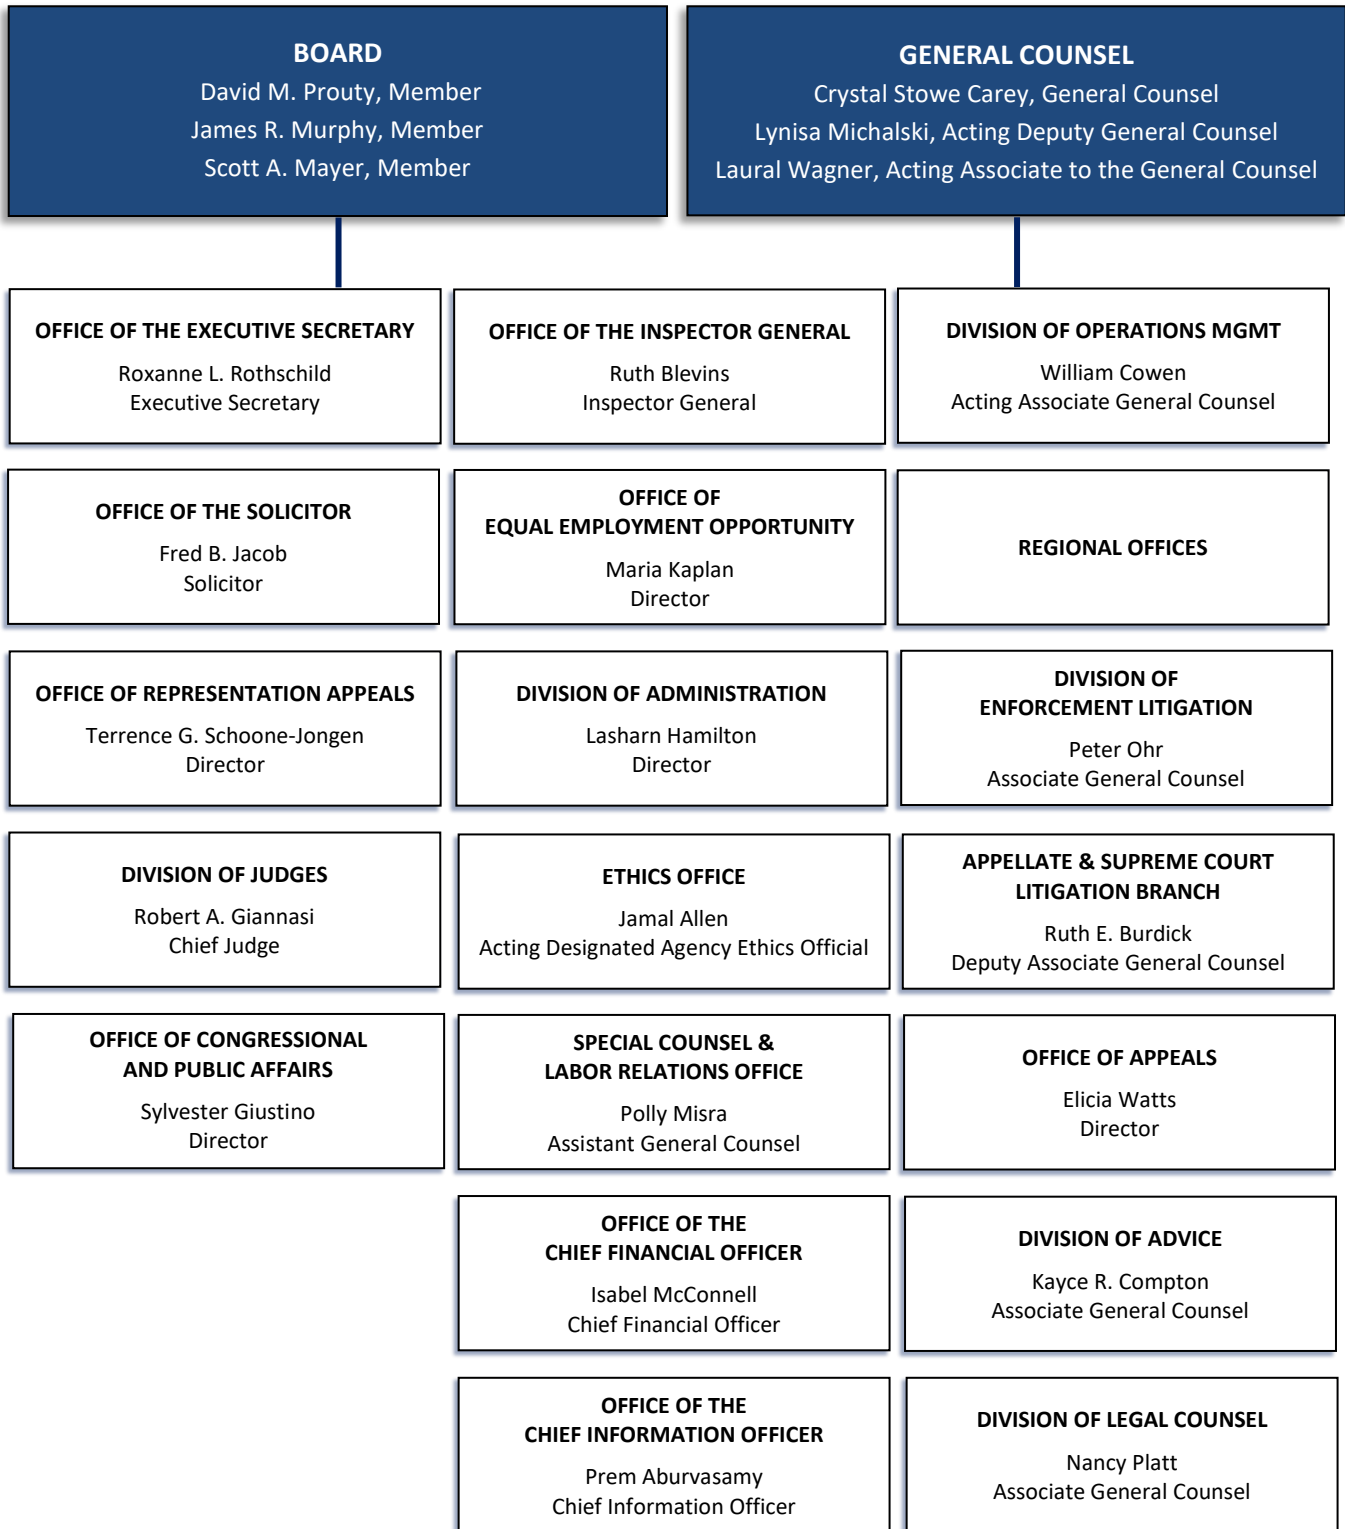 BOARD
David M. Prouty, Member
James R. Murphy, Member
Scott A. Mayer, Member
GENERAL COUNSEL
Crystal Stowe Carey, General Counsel
Lynisa Michalski, Acting Deputy General Counsel
Laural Wagner, Acting Associate to the General Counsel
OFFICE OF THE EXECUTIVE SECRETARY
Roxanne L. Rothschild
Executive Secretary
OFFICE OF THE INSPECTOR GENERAL
Ruth Blevins
Inspector General
DIVISION OF OPERATIONS MGMT
William Cowen
Acting Associate General Counsel
OFFICE OF THE SOLICITOR
Fred B. Jacob
Solicitor
OFFICE OF
EQUAL EMPLOYMENT OPPORTUNITY
Maria Kaplan
Director
REGIONAL OFFICES
OFFICE OF REPRESENTATION APPEALS
Terrence G. Schoone-Jongen
Director
DIVISION OF ADMINISTRATION
Lasharn Hamilton
Director
DIVISION OF
ENFORCEMENT LITIGATION
Peter Ohr
Associate General Counsel
DIVISION OF JUDGES
Robert A. Giannasi
Chief Judge
ETHICS OFFICE
Jamal Allen
Acting Designated Agency Ethics Official
APPELLATE & SUPREME COURT
LITIGATION BRANCH
Ruth E. Burdick
Deputy Associate General Counsel
OFFICE OF CONGRESSIONAL
AND PUBLIC AFFAIRS
Sylvester Giustino
Director
SPECIAL COUNSEL &
LABOR RELATIONS OFFICE
Polly Misra
Assistant General Counsel
OFFICE OF APPEALS
Elicia Watts
Director
OFFICE OF THE
CHIEF FINANCIAL OFFICER
Isabel McConnell
Chief Financial Officer
DIVISION OF ADVICE
Kayce R. Compton
Associate General Counsel
OFFICE OF THE
CHIEF INFORMATION OFFICER
Prem Aburvasamy
Chief Information Officer
DIVISION OF LEGAL COUNSEL
Nancy Platt
Associate General Counsel